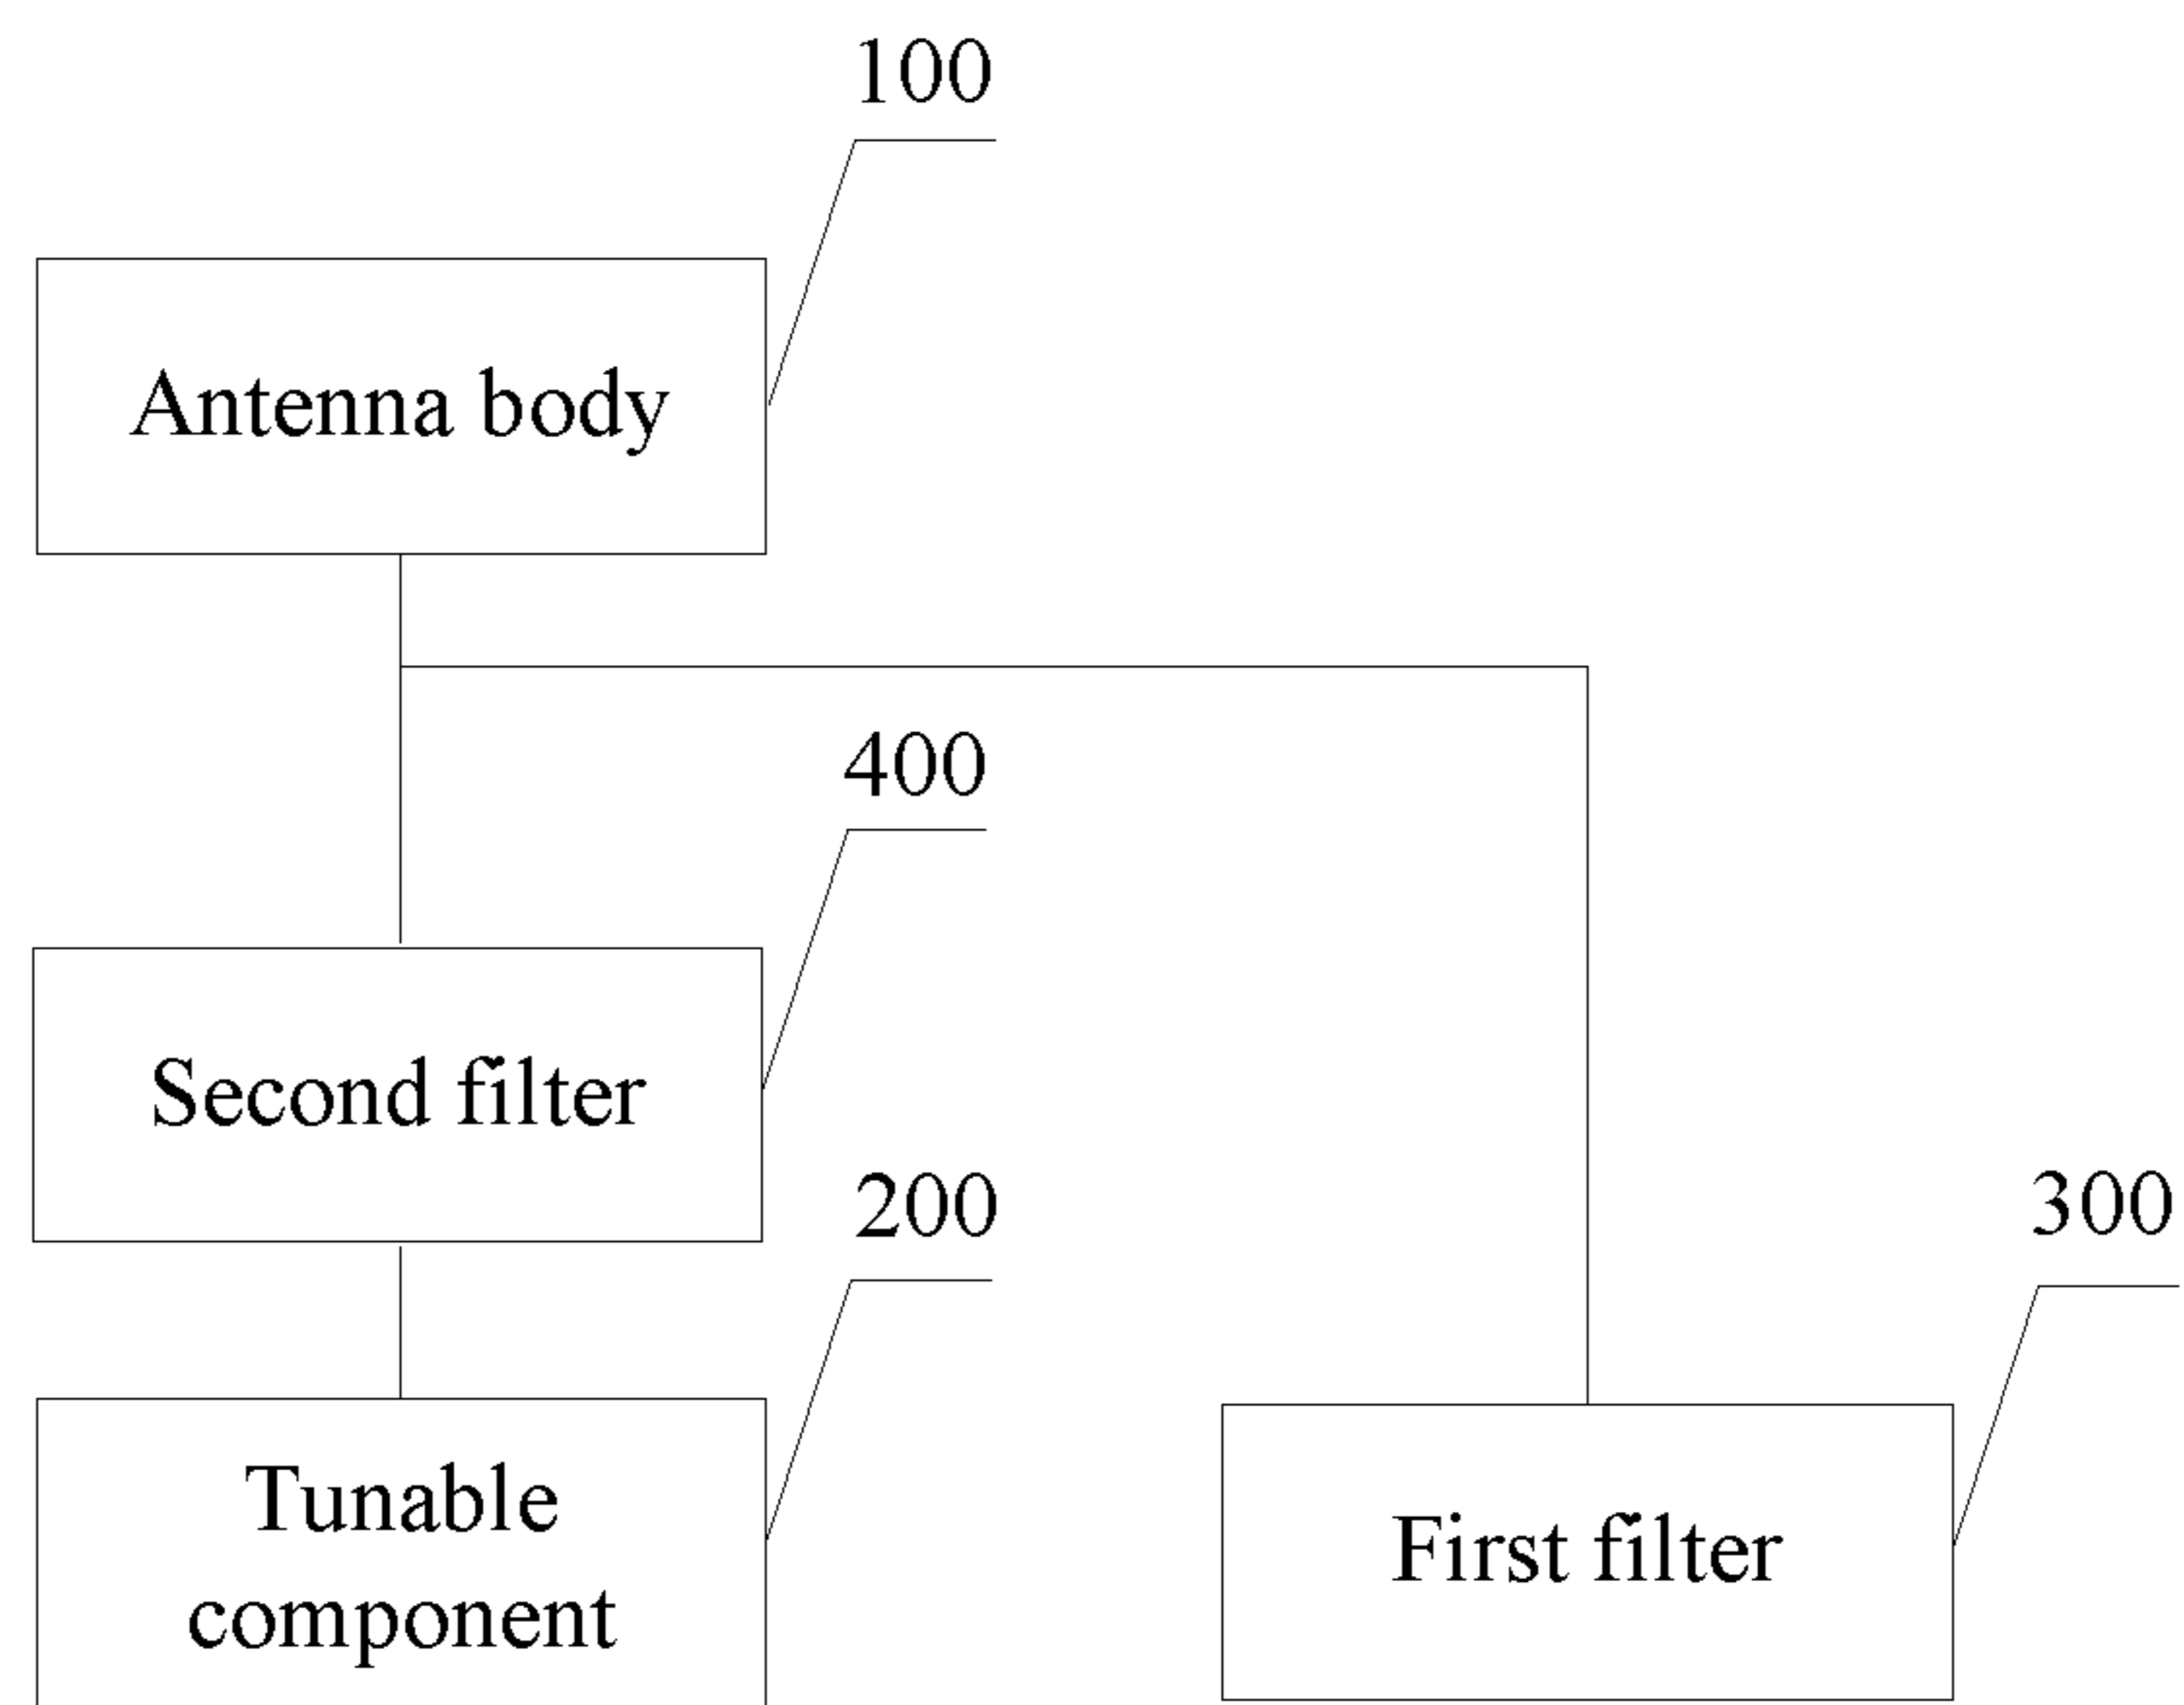 100
Antenna body
400
Second filter
200
300
Tunable
component
First filter